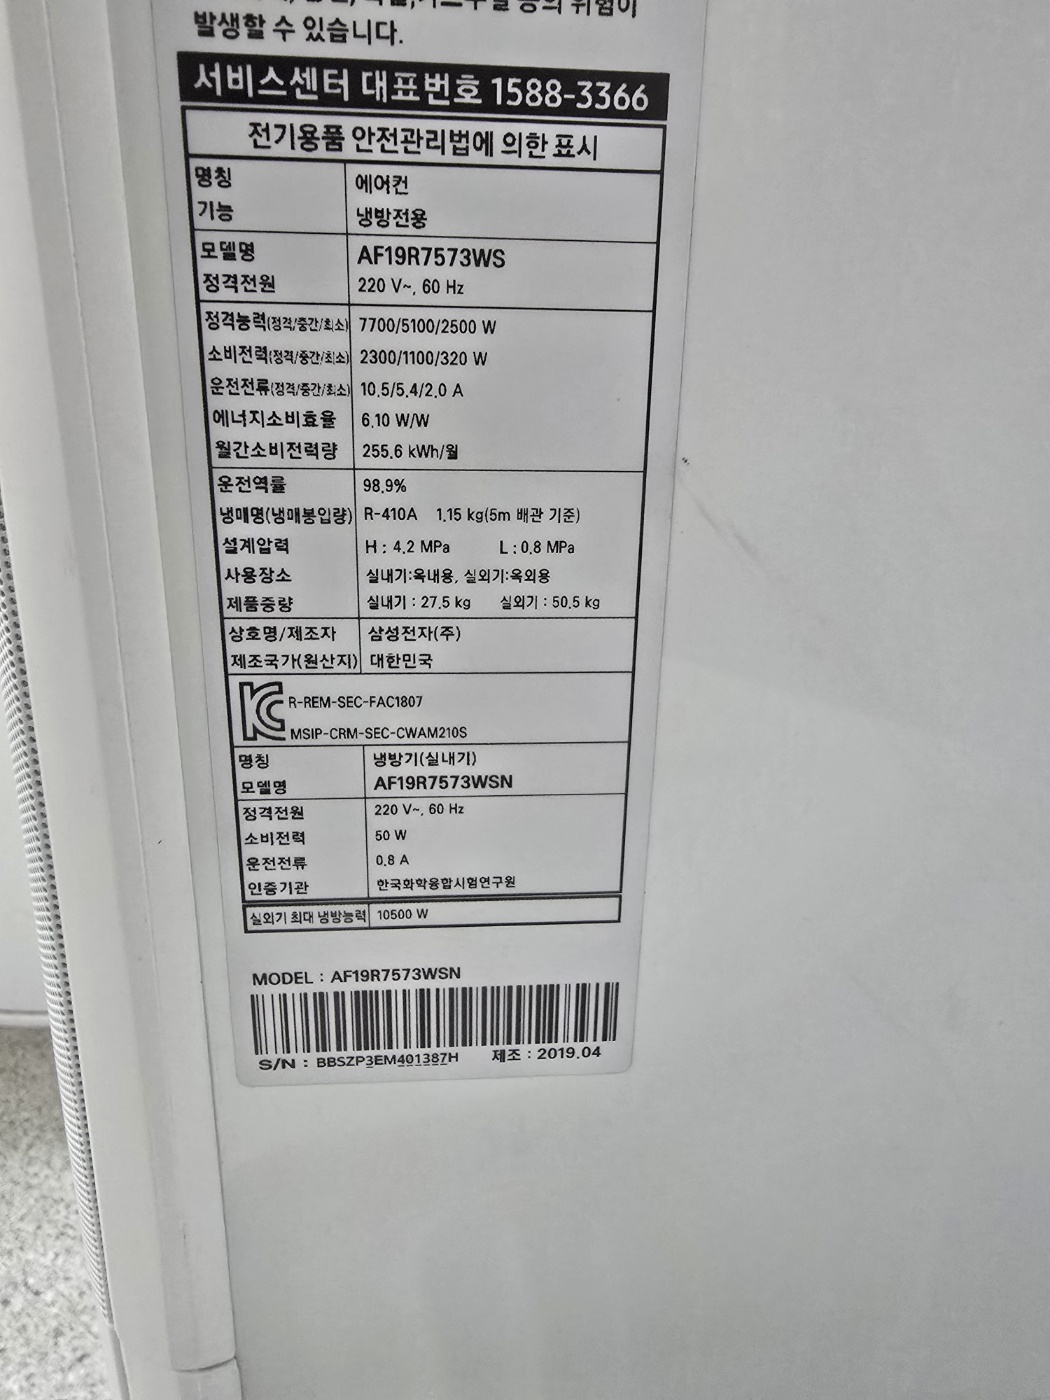 위험이
발생할 수 있습니다.
서비스센터 대표번호 1588-3366
전기용품 안전관리법에 의한 표시
명칭 에어컨
기능 냉방전용
모델명 AF19R7573WS
정격전원 220 V~, 60 Hz
정격능력(정격/중간/최소) 7700/5100/2500 W
소비전력(정격/중간/최소) 2300/1100/320 W
운전전류(정격/중간/최소) 10.5/5.4/2.0 A
에너지소비효율 6.10 W/W
월간소비전력량 255.6 kWh/월
운전역률 98.9%
냉매명(냉매봉입량) R-410A 1.15 kg(5m 배관 기준)
설계압력 H : 4.2 MPa L : 0.8 MPa
사용장소 실내기:옥내용, 실외기:옥외용
제품중량 실내기 : 27.5 kg 실외기 : 50.5 kg
상호명/제조자 삼성전자(주)
제조국가(원산지) 대한민국
R-REM-SEC-FAC1807
MSIP-CRM-SEC-CWAM210S
명칭 냉방기(실내기)
모델명 AF19R7573WSN
정격전원 220 V~, 60 Hz
소비전력 50 W
운전전류 0.8 A
인증기관 한국화학융합시험연구원
실외기 최대 냉방능력 10500 W
MODEL : AF19R7573WSN
S/N : BBSZP3EM401387H 제조 : 2019.04